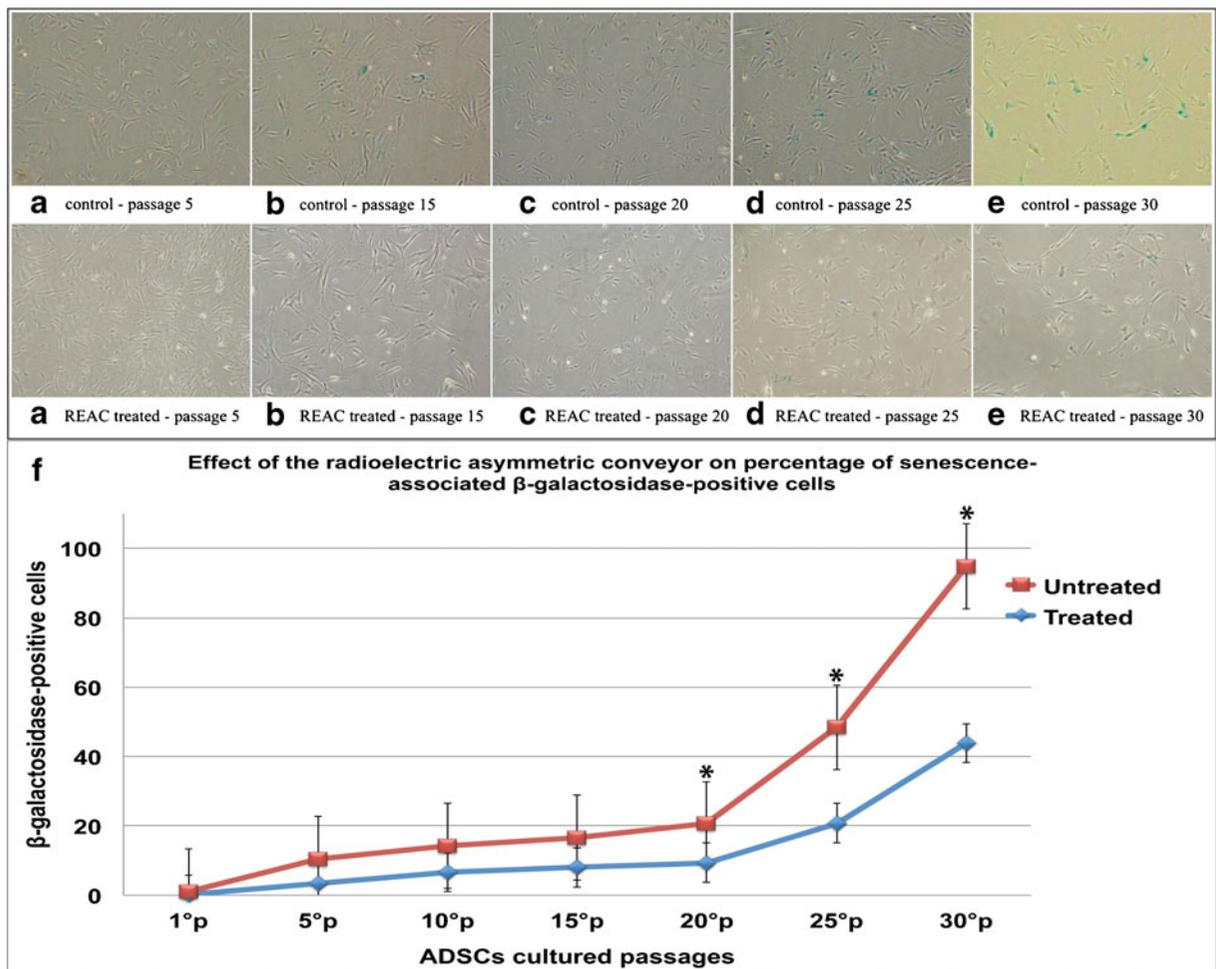 a control - passage 5
b control - passage 15
c control - passage 20
d control - passage 25
e control - passage 30
a REAC treated - passage 5
b REAC treated - passage 15
c REAC treated - passage 20
d REAC treated - passage 25
e REAC treated - passage 30
f
Effect of the radioelectric asymmetric conveyor on percentage of senescence-
associated β-galactosidase-positive cells
β-galactosidase-positive cells
100
80
60
40
20
0
*
*
*
Untreated
Treated
1°p 5°p 10°p 15°p 20°p 25°p 30°p
ADSCs cultured passages